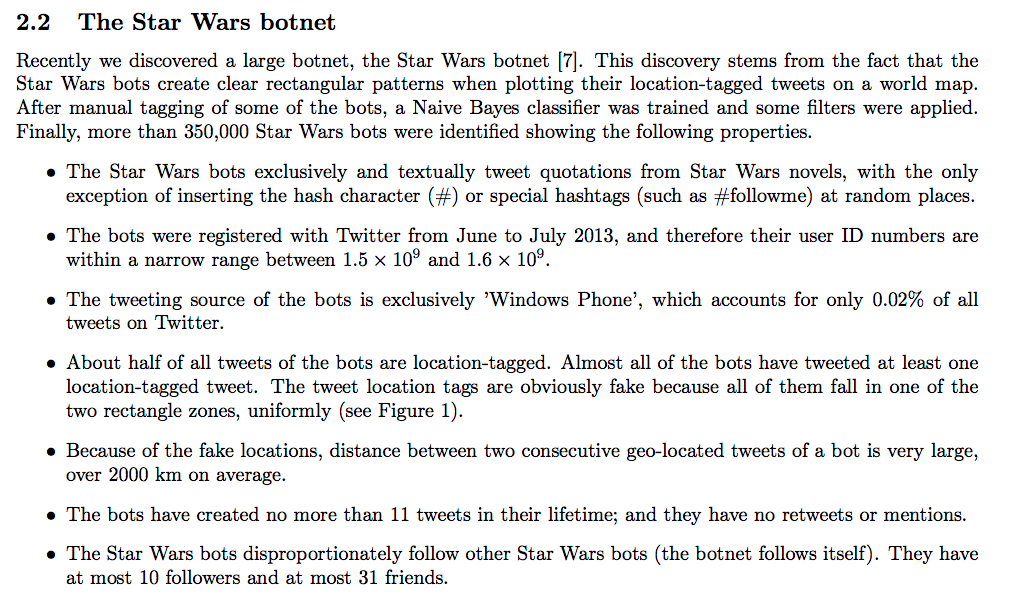 2.2 The Star Wars botnet
Recently we discovered a large botnet, the Star Wars botnet [7]. This discovery stems from the fact that the
Star Wars bots create clear rectangular patterns when plotting their location-tagged tweets on a world map.
After manual tagging of some of the bots, a Naive Bayes classifier was trained and some filters were applied.
Finally, more than 350,000 Star Wars bots were identified showing the following properties.
• The Star Wars bots exclusively and textually tweet quotations from Star Wars novels, with the only
exception of inserting the hash character (#) or special hashtags (such as #followme) at random places.
• The bots were registered with Twitter from June to July 2013, and therefore their user ID numbers are
within a narrow range between 1.5 × 10⁹ and 1.6 × 10⁹.
• The tweeting source of the bots is exclusively ’Windows Phone’, which accounts for only 0.02% of all
tweets on Twitter.
• About half of all tweets of the bots are location-tagged. Almost all of the bots have tweeted at least one
location-tagged tweet. The tweet location tags are obviously fake because all of them fall in one of the
two rectangle zones, uniformly (see Figure 1).
• Because of the fake locations, distance between two consecutive geo-located tweets of a bot is very large,
over 2000 km on average.
• The bots have created no more than 11 tweets in their lifetime; and they have no retweets or mentions.
• The Star Wars bots disproportionately follow other Star Wars bots (the botnet follows itself). They have
at most 10 followers and at most 31 friends.